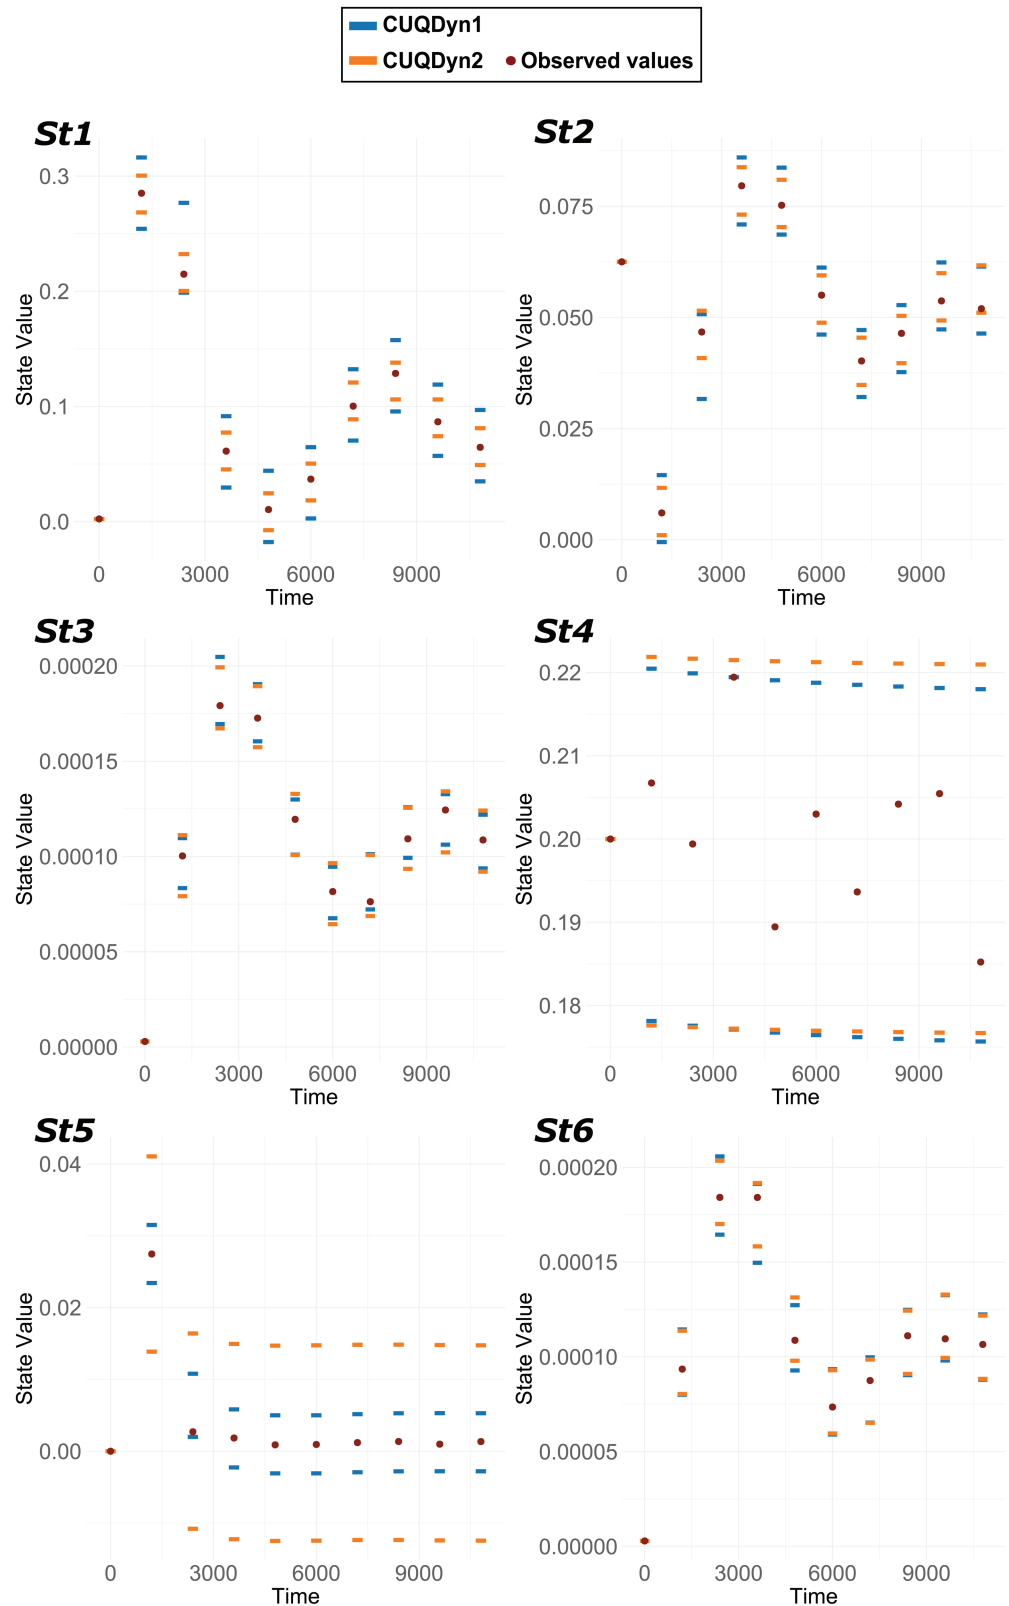 CUQDyn1
CUQDyn2 Observed values
St1
State Value
0.3
0.2
0.1
0.0
0 3000 6000 9000
Time
St2
State Value
0.075
0.050
0.025
0.000
0 3000 6000 9000
Time
St3
State Value
0.00020
0.00015
0.00010
0.00005
0.00000
0 3000 6000 9000
Time
St4
State Value
0.22
0.21
0.20
0.19
0.18
0 3000 6000 9000
Time
St5
State Value
0.04
0.02
0.00
0 3000 6000 9000
Time
St6
State Value
0.00020
0.00015
0.00010
0.00005
0.00000
0 3000 6000 9000
Time